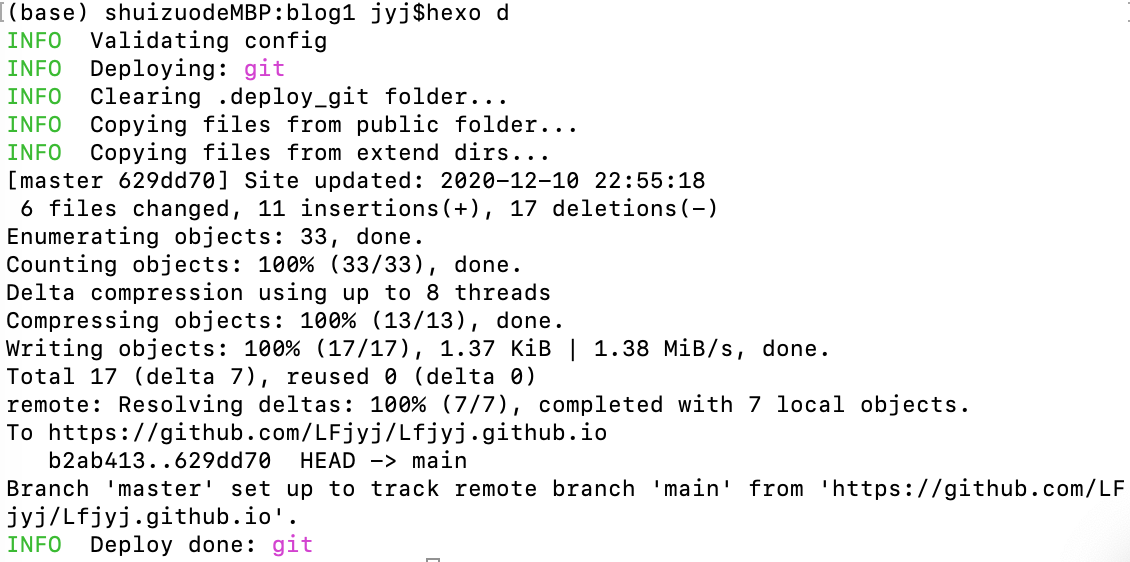 (base) shuizuodeMBP:blog1 jyj$hexo d
INFO  Validating config
INFO  Deploying: git
INFO  Clearing .deploy_git folder...
INFO  Copying files from public folder...
INFO  Copying files from extend dirs...
[master 629dd70] Site updated: 2020-12-10 22:55:18
 6 files changed, 11 insertions(+), 17 deletions(-)
Enumerating objects: 33, done.
Counting objects: 100% (33/33), done.
Delta compression using up to 8 threads
Compressing objects: 100% (13/13), done.
Writing objects: 100% (17/17), 1.37 KiB | 1.38 MiB/s, done.
Total 17 (delta 7), reused 0 (delta 0)
remote: Resolving deltas: 100% (7/7), completed with 7 local objects.
To https://github.com/LFjyj/Lfjyj.github.io
   b2ab413..629dd70  HEAD -> main
Branch 'master' set up to track remote branch 'main' from 'https://github.com/LF
jyj/Lfjyj.github.io'.
INFO  Deploy done: git